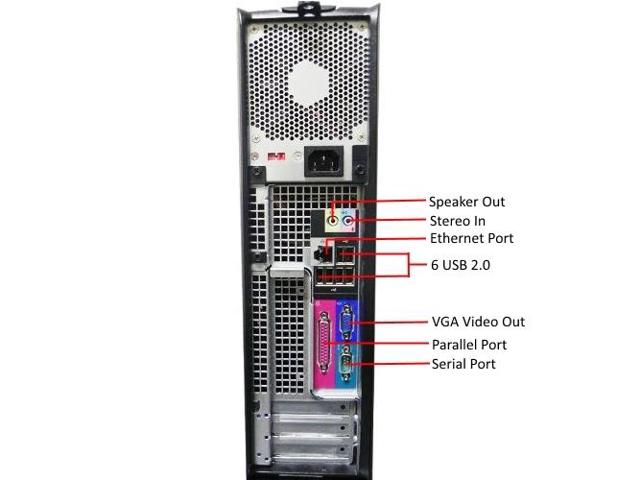 Speaker Out
Stereo In
Ethernet Port
6 USB 2.0
VGA Video Out
Parallel Port
Serial Port